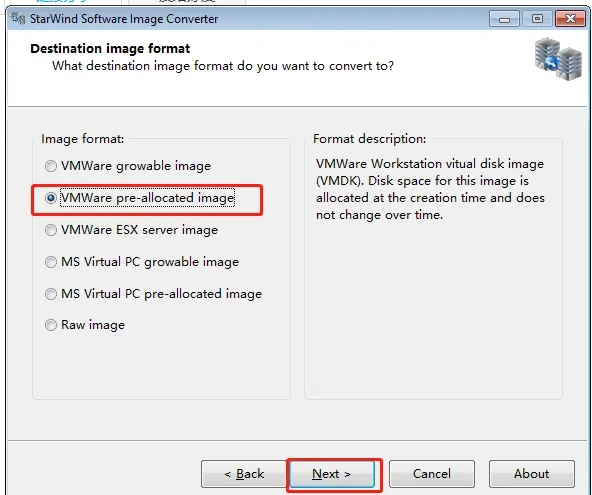 StarWind Software Image Converter
Destination image format
What destination image format do you want to convert to?
Image format:
VMWare growable image
VMWare pre-allocated image
VMWare ESX server image
MS Virtual PC growable image
MS Virtual PC pre-allocated image
Raw image
Format description:
VMWare Workstation vitual disk image
(VMDK). Disk space for this image is
allocated at the creation time and does
not change over time.
< Back
Next >
Cancel
About